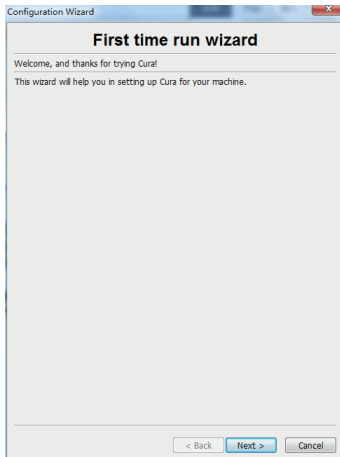 Configuration Wizard
First time run wizard
Welcome, and thanks for trying Cura!
This wizard will help you in setting up Cura for your machine.
< Back
Next >
Cancel